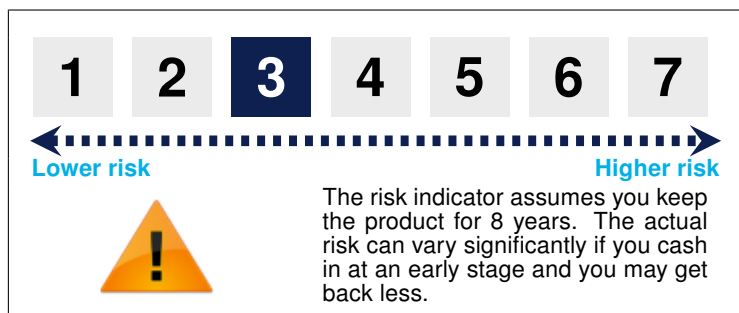 1 2 3 4 5 6 7
Lower risk Higher risk
The risk indicator assumes you keep
the product for 8 years. The actual
risk can vary significantly if you cash
in at an early stage and you may get
back less.